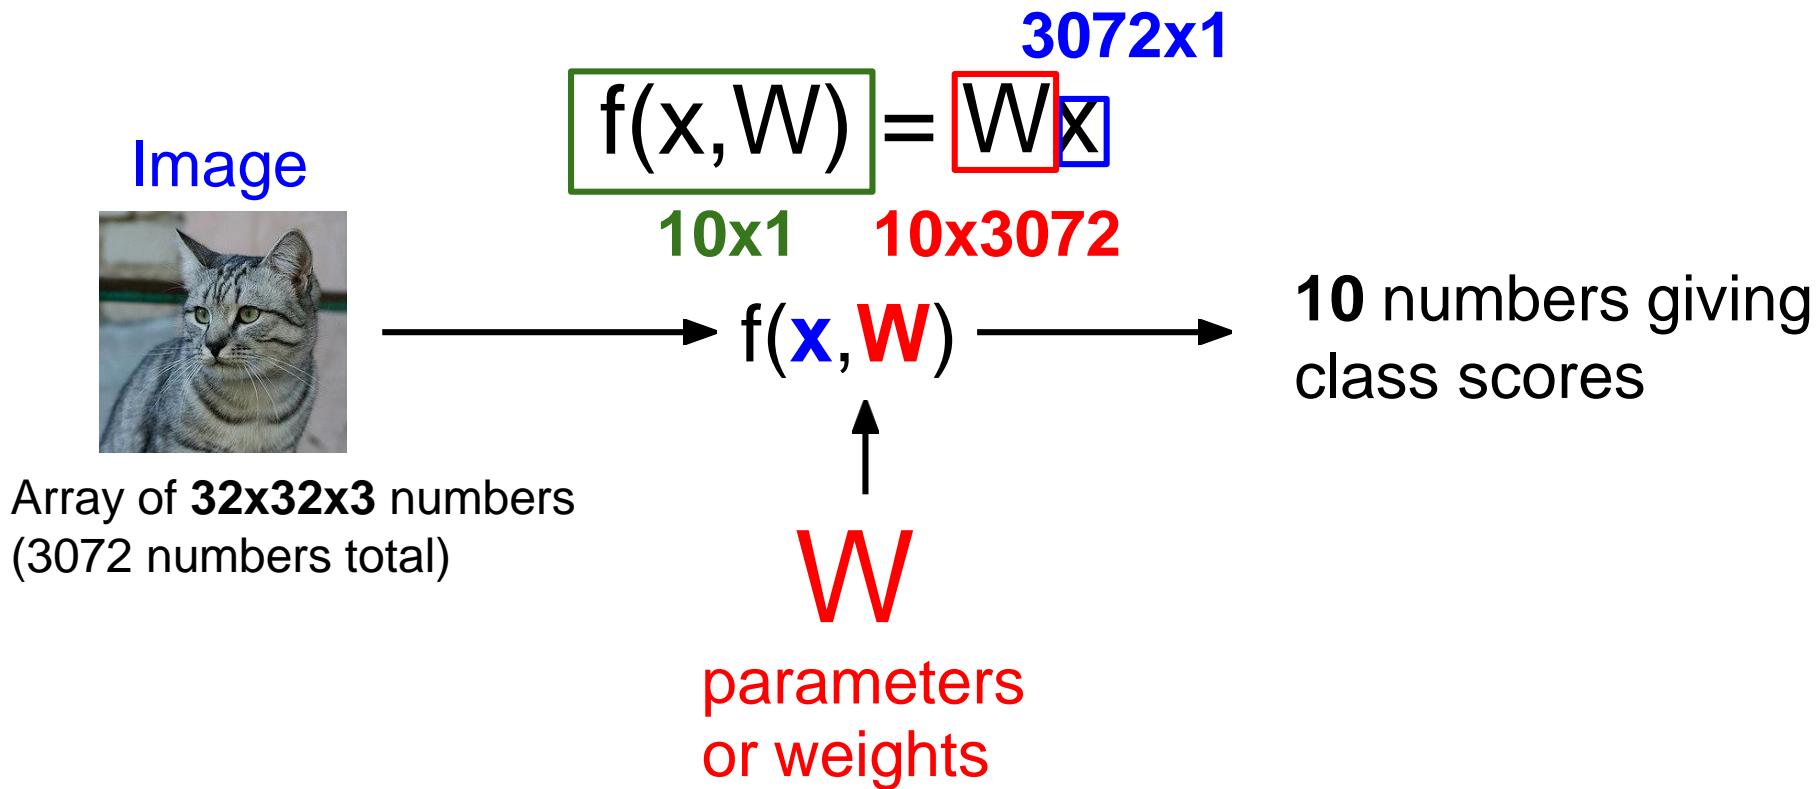 3072x1
f(x,W) = Wx
10x1 10x3072
Image
f(x,W)
10 numbers giving
class scores
Array of 32x32x3 numbers
(3072 numbers total)
W
parameters
or weights